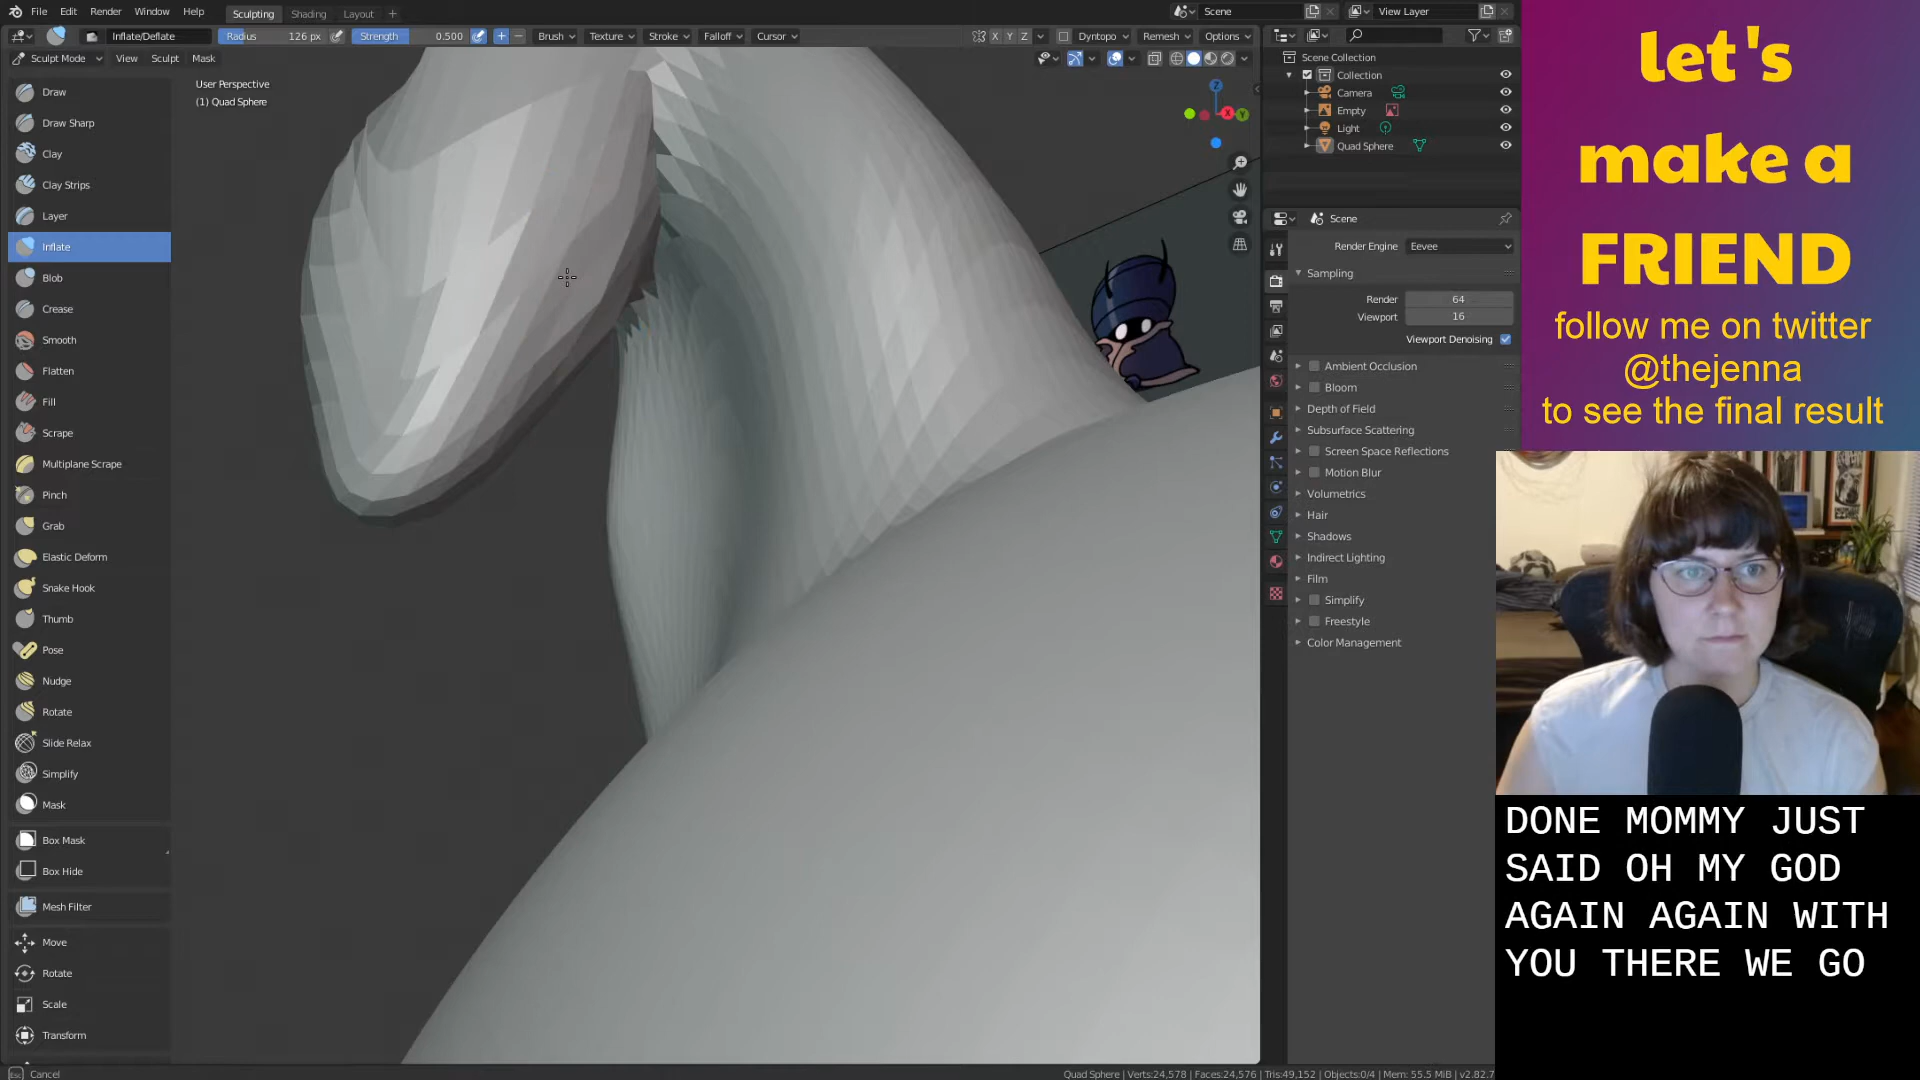 File Edit Render Window Help Sculpting Shading Layout + Scene View Layer
Inflate/Deflate Radius 126 px Strength 0.500 Brush Texture Stroke Falloff Cursor X Y Z Dyntopo Remesh Options
Sculpt Mode View Sculpt Mask
User Perspective
(1) Quad Sphere
Draw
Draw Sharp
Clay
Clay Strips
Layer
Inflate
Blob
Crease
Smooth
Flatten
Fill
Scrape
Multiplane Scrape
Pinch
Grab
Elastic Deform
Snake Hook
Thumb
Pose
Nudge
Rotate
Slide Relax
Simplify
Mask
Box Mask
Box Hide
Mesh Filter
Move
Rotate
Scale
Transform
Esc Cancel
Z
X
Y
Scene Collection
Collection
Camera
Empty
Light
Quad Sphere
Scene
Render Engine Eevee
Sampling
Render 64
Viewport 16
Viewport Denoising
Ambient Occlusion
Bloom
Depth of Field
Subsurface Scattering
Screen Space Reflections
Motion Blur
Volumetrics
Hair
Shadows
Indirect Lighting
Film
Simplify
Freestyle
Color Management
Quad Sphere | Verts:24,578 | Faces:24,576 | Tris:49,152 | Objects:0/4 | Mem: 55.5 MiB | v2.82.7
let's
make a
FRIEND
follow me on twitter
@thejenna
to see the final result
DONE MOMMY JUST
SAID OH MY GOD
AGAIN AGAIN WITH
YOU THERE WE GO